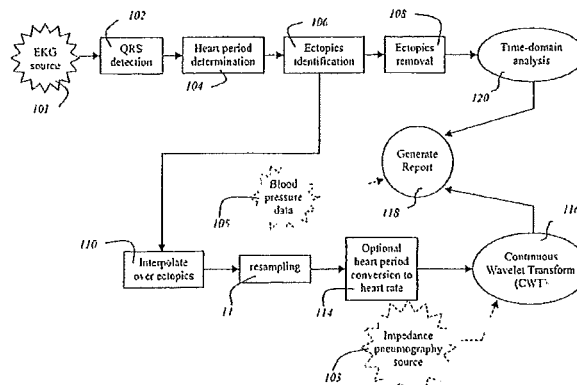 102
106
108
EKG
source
QRS
detection
Heart period
determination
Ectopics
identification
Ectopics
removal
Time-domain
analysis
101
104
120
Generate
Report
118
105
Blood
pressure
data
110
116
Interpolate
over ectopics
resampling
Optional
heart period
conversion to
heart rate
Continuous
Wavelet Transform
(CWT)
11
114
Impedance
pneumography
source
103